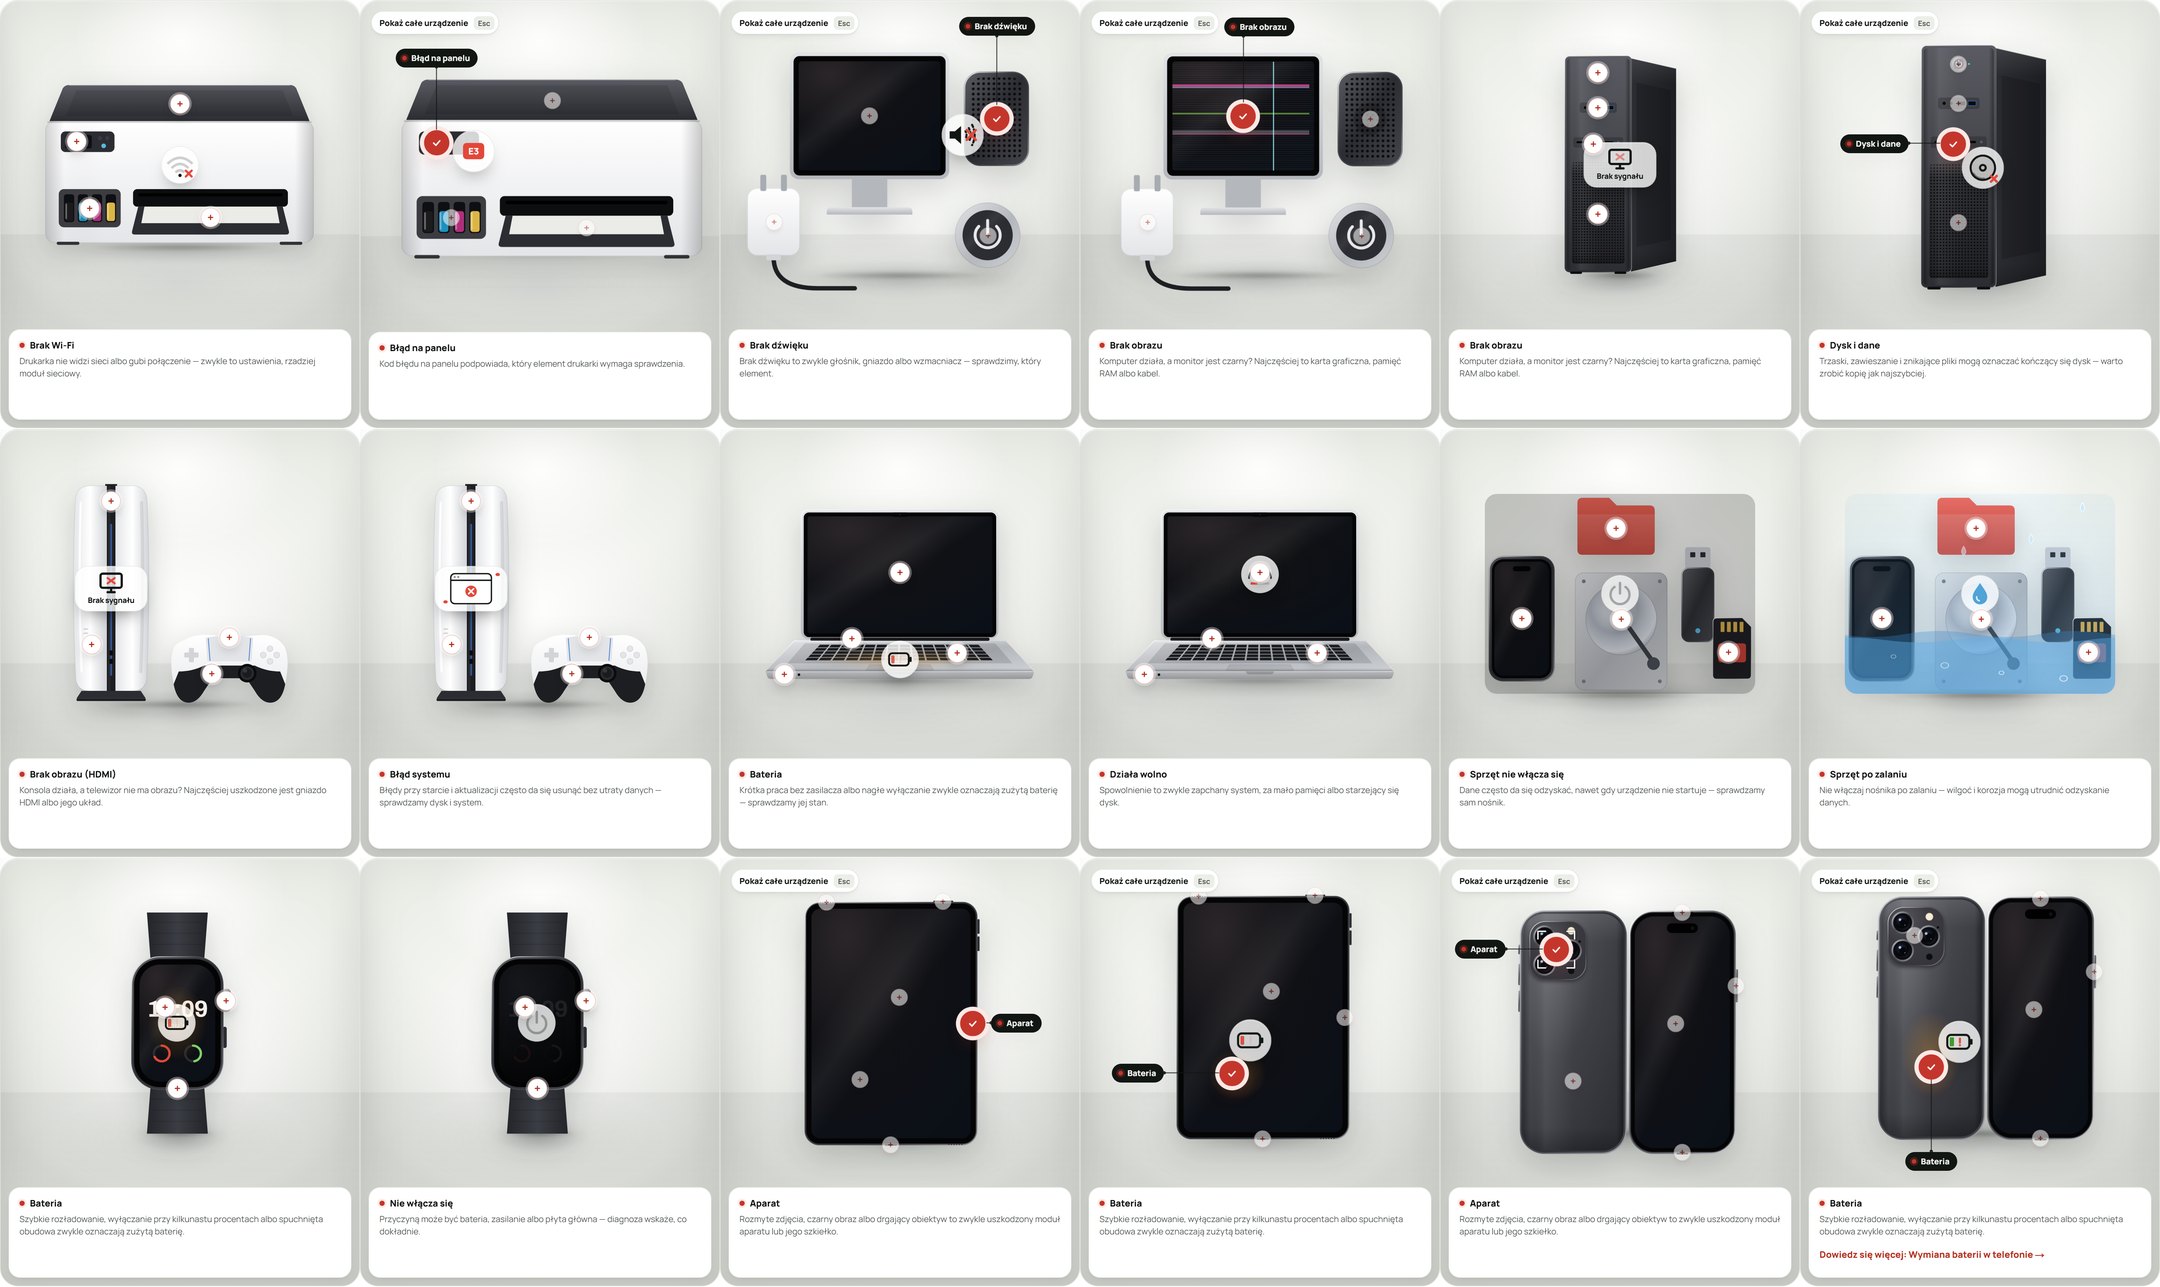 Pokaż całe urządzenie Esc
Błąd na panelu
E3
Pokaż całe urządzenie Esc
Brak dźwięku
Pokaż całe urządzenie Esc
Brak obrazu
Brak sygnału
Pokaż całe urządzenie Esc
Dysk i dane
Brak Wi-Fi
Drukarka nie widzi sieci albo gubi połączenie — zwykle to ustawienia, rzadziej
moduł sieciowy.
Błąd na panelu
Kod błędu na panelu podpowiada, który element drukarki wymaga sprawdzenia.
Brak dźwięku
Brak dźwięku to zwykle głośnik, gniazdo albo wzmacniacz — sprawdzimy, który
element.
Brak obrazu
Komputer działa, a monitor jest czarny? Najczęściej to karta graficzna, pamięć
RAM albo kabel.
Brak obrazu
Komputer działa, a monitor jest czarny? Najczęściej to karta graficzna, pamięć
RAM albo kabel.
Dysk i dane
Trzaski, zawieszanie i znikające pliki mogą oznaczać kończący się dysk — warto
zrobić kopię jak najszybciej.
Brak sygnału
Brak obrazu (HDMI)
Konsola działa, a telewizor nie ma obrazu? Najczęściej uszkodzone jest gniazdo
HDMI albo jego układ.
Błąd systemu
Błędy przy starcie i aktualizacji często da się usunąć bez utraty danych —
sprawdzamy dysk i system.
Bateria
Krótka praca bez zasilacza albo nagłe wyłączanie zwykle oznaczają zużytą baterię
— sprawdzamy jej stan.
Działa wolno
Spowolnienie to zwykle zapchany system, za mało pamięci albo starzejący się
dysk.
Sprzęt nie włącza się
Dane często da się odzyskać, nawet gdy urządzenie nie startuje — sprawdzamy
sam nośnik.
Sprzęt po zalaniu
Nie włączaj nośnika po zalaniu — wilgoć i korozja mogą utrudnić odzyskanie
danych.
Pokaż całe urządzenie Esc
Aparat
Pokaż całe urządzenie Esc
Bateria
Pokaż całe urządzenie Esc
Aparat
Pokaż całe urządzenie Esc
Bateria
Bateria
Szybkie rozładowanie, wyłączanie przy kilkunastu procentach albo spuchnięta
obudowa zwykle oznaczają zużytą baterię.
Nie włącza się
Przyczyną może być bateria, zasilanie albo płyta główna — diagnoza wskaże, co
dokładnie.
Aparat
Rozmyte zdjęcia, czarny obraz albo drgający obiektyw to zwykle uszkodzony moduł
aparatu lub jego szkiełko.
Bateria
Szybkie rozładowanie, wyłączanie przy kilkunastu procentach albo spuchnięta
obudowa zwykle oznaczają zużytą baterię.
Aparat
Rozmyte zdjęcia, czarny obraz albo drgający obiektyw to zwykle uszkodzony moduł
aparatu lub jego szkiełko.
Bateria
Szybkie rozładowanie, wyłączanie przy kilkunastu procentach albo spuchnięta
obudowa zwykle oznaczają zużytą baterię.
Dowiedz się więcej: Wymiana baterii w telefonie →